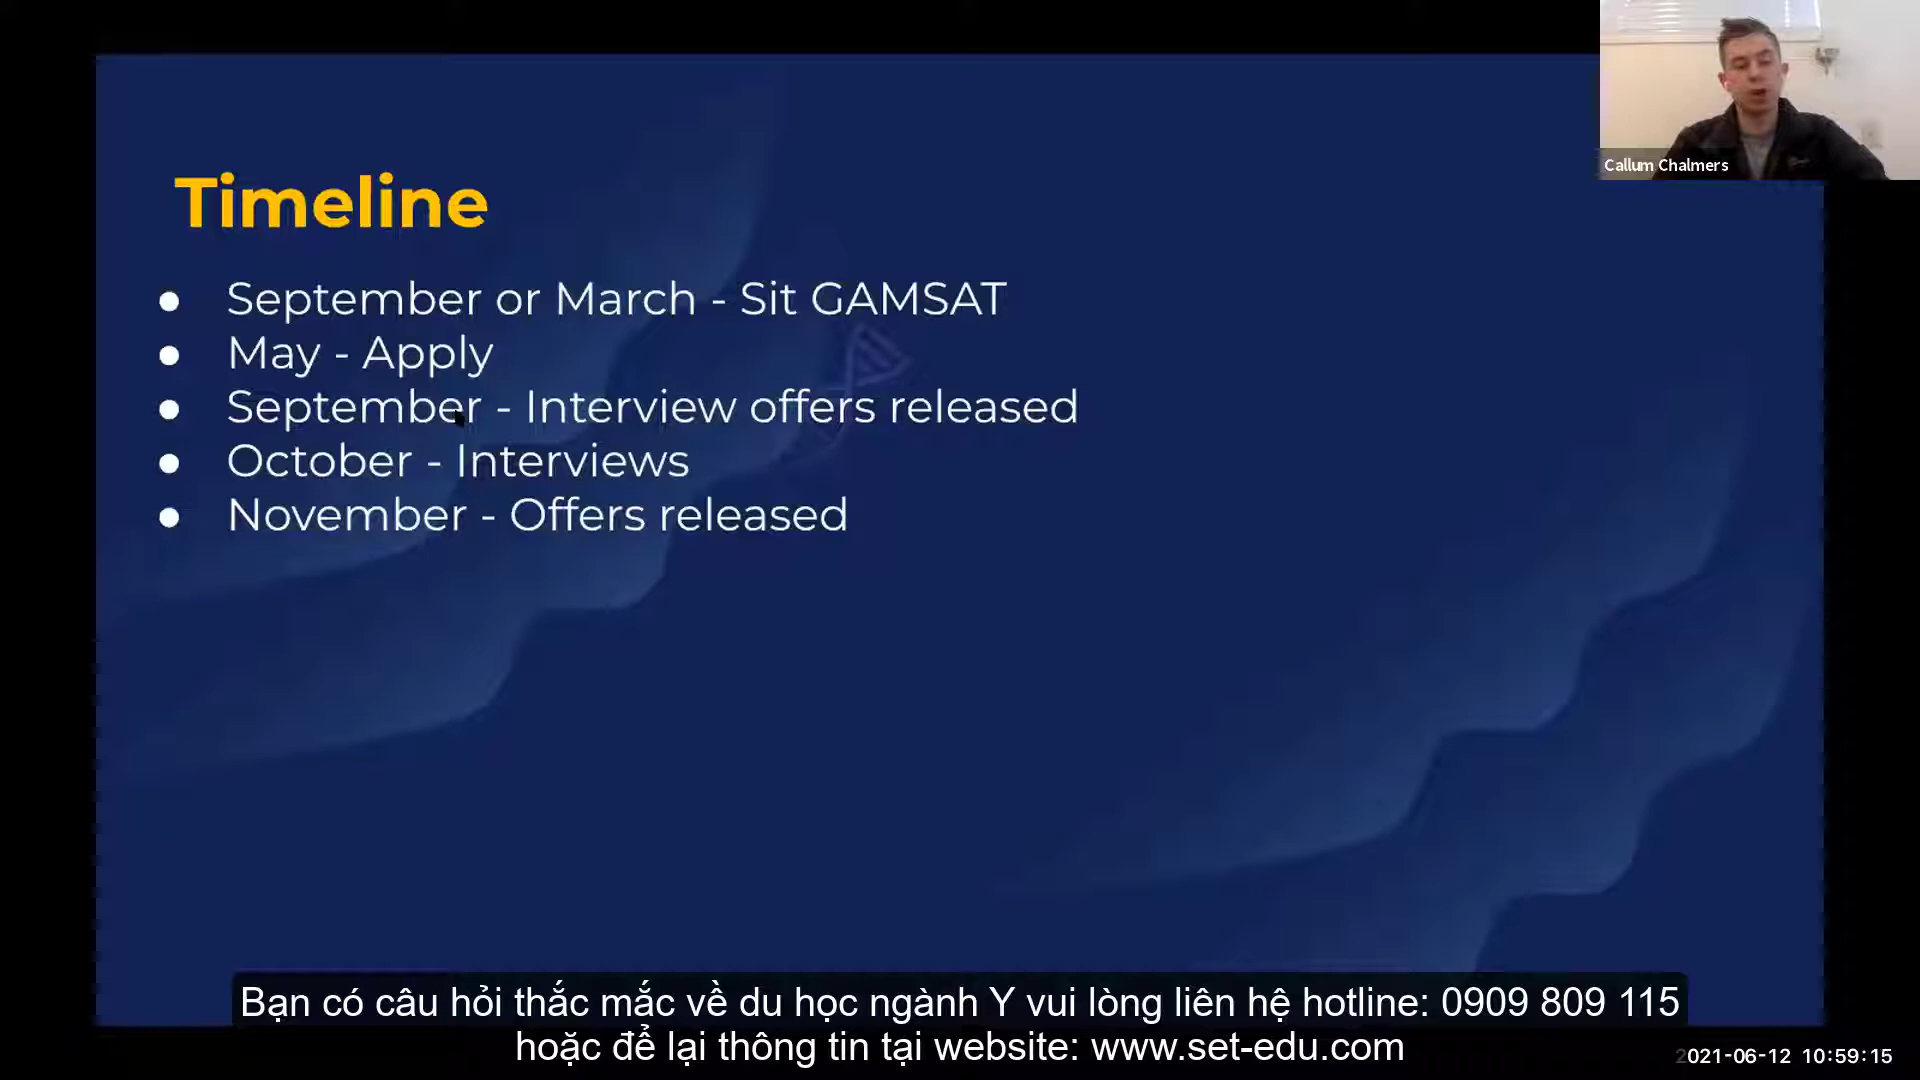 Callum Chalmers
Timeline
● September or March - Sit GAMSAT
● May - Apply
● September - Interview offers released
● October - Interviews
● November - Offers released
Bạn có câu hỏi thắc mắc về du học ngành Y vui lòng liên hệ hotline: 0909 809 115
hoặc để lại thông tin tại website: www.set-edu.com
2021-06-12 10:59:15